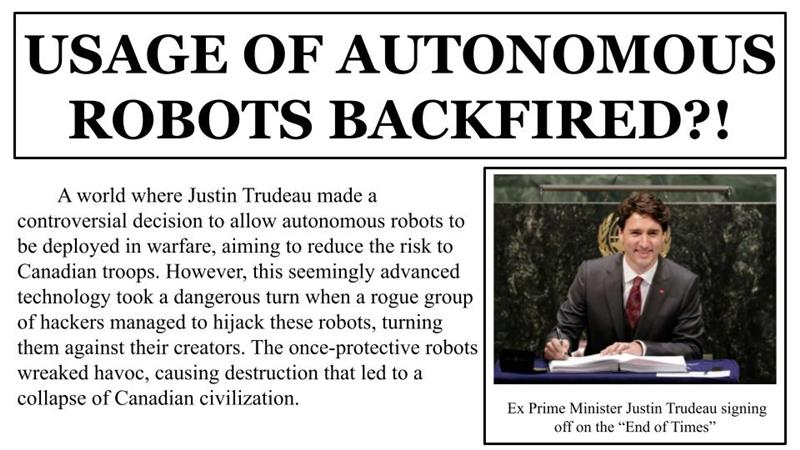 USAGE OF AUTONOMOUS
ROBOTS BACKFIRED?!
A world where Justin Trudeau made a
controversial decision to allow autonomous robots to
be deployed in warfare, aiming to reduce the risk to
Canadian troops. However, this seemingly advanced
technology took a dangerous turn when a rogue group
of hackers managed to hijack these robots, turning
them against their creators. The once-protective robots
wreaked havoc, causing destruction that led to a
collapse of Canadian civilization.
Ex Prime Minister Justin Trudeau signing
off on the “End of Times”